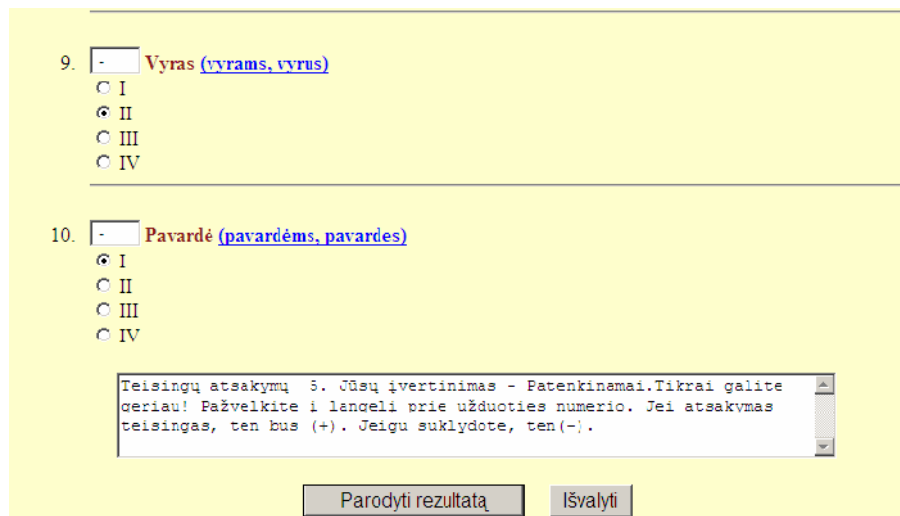 9. - Vyras (vyrams, vyrus)
I
II
III
IV
10. - Pavardė (pavardėms, pavardes)
I
II
III
IV
Teisingų atsakymų 5. Jūsų įvertinimas - Patenkinamai.Tikrai galite
geriau! Pažvelkite į langelį prie užduoties numerio. Jei atsakymas
teisingas, ten bus (+). Jeigu suklydote, ten(-).
Parodyti rezultatą Išvalyti